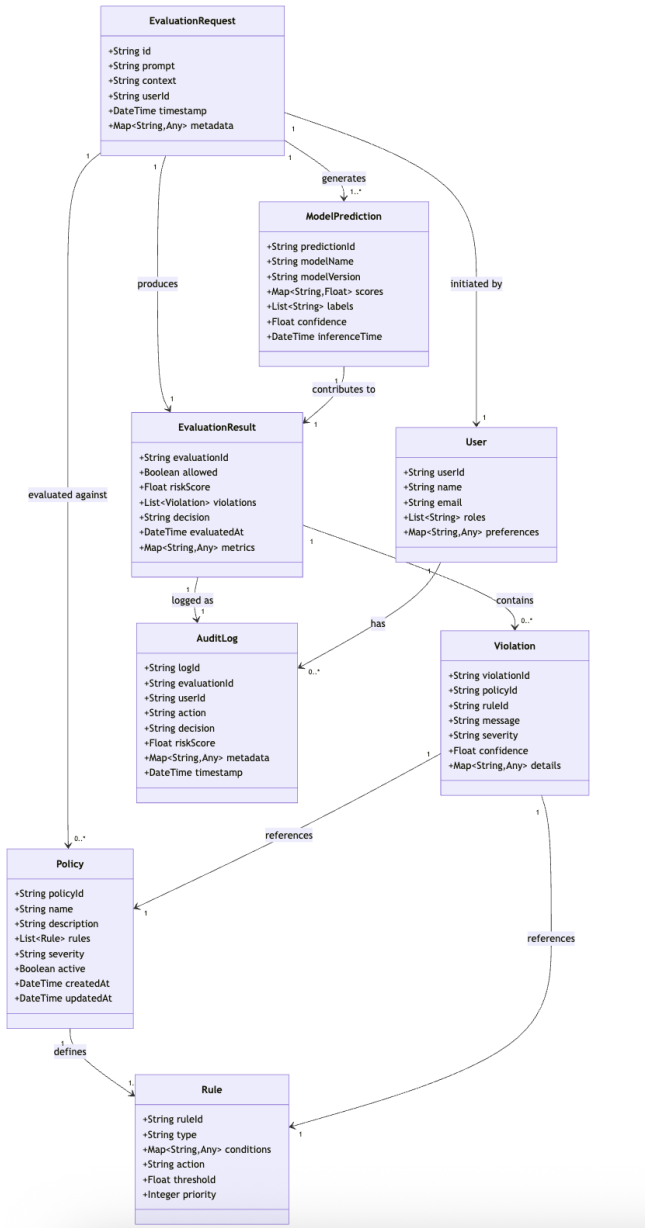 EvaluationRequest
+String id
+String prompt
+String context
+String userId
+DateTime timestamp
+Map<String,Any> metadata
1
1
1
1
generates
1..*
ModelPrediction
+String predictionId
+String modelName
+String modelVersion
+Map<String,Float> scores
+List<String> labels
+Float confidence
+DateTime inferenceTime
produces
initiated by
1
contributes to
1
1
1
EvaluationResult
+String evaluationId
+Boolean allowed
+Float riskScore
+List<Violation> violations
+String decision
+DateTime evaluatedAt
+Map<String,Any> metrics
User
+String userId
+String name
+String email
+List<String> roles
+Map<String,Any> preferences
evaluated against
1
1
1
logged as
1
contains
has
0..*
0..*
AuditLog
+String logId
+String evaluationId
+String userId
+String action
+String decision
+Float riskScore
+Map<String,Any> metadata
+DateTime timestamp
Violation
+String violationId
+String policyId
+String ruleId
+String message
+String severity
+Float confidence
+Map<String,Any> details
1
1
references
0..*
1
Policy
+String policyId
+String name
+String description
+List<Rule> rules
+String severity
+Boolean active
+DateTime createdAt
+DateTime updatedAt
references
1
defines
1..
1
Rule
+String ruleId
+String type
+Map<String,Any> conditions
+String action
+Float threshold
+Integer priority